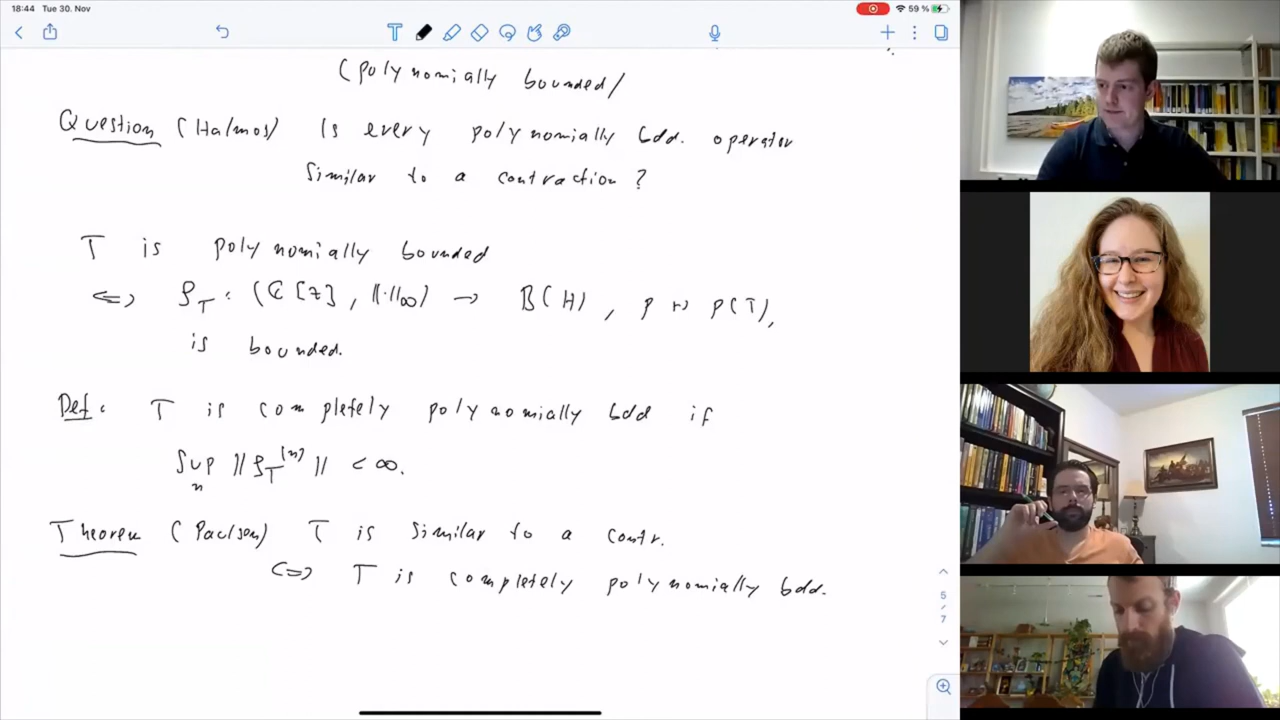 18:44 Tue 30. Nov
59 %
(polynomially bounded/
Question (Halmos) Is every polynomially bdd. operator
similar to a contraction?
T is polynomially bounded
⇔ ρ_T : (ℂ[z], ||·||_∞) → B(H), p ↦ p(T),
is bounded.
Def: T is completely polynomially bdd if
sup_n ||ρ_T^(n)|| < ∞.
Theorem (Paulsen) T is similar to a contr.
⇔ T is completely polynomially bdd.
5
/
7